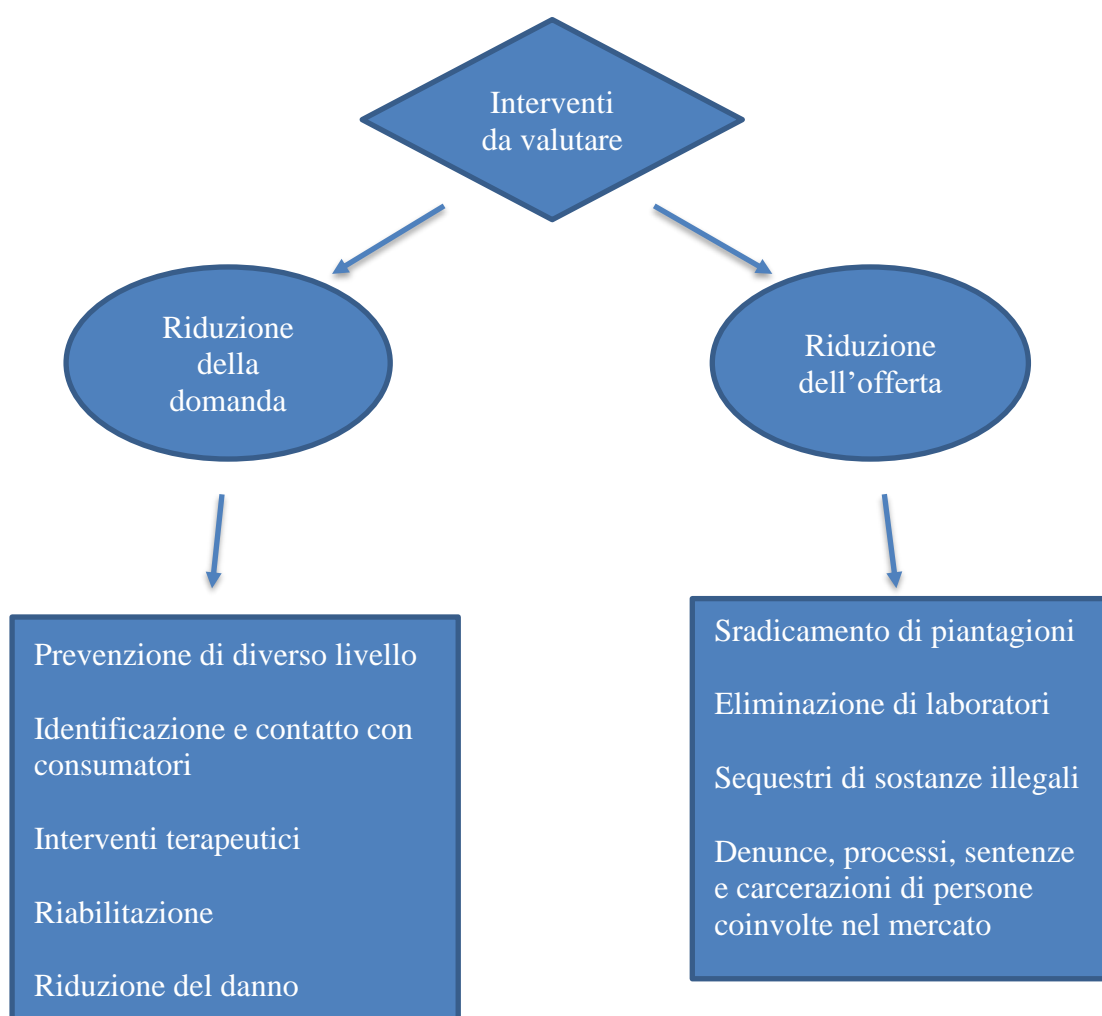 Interventi
da valutare
Riduzione
della
domanda
Riduzione
dell’offerta
Prevenzione di diverso livello
Identificazione e contatto con
consumatori
Interventi terapeutici
Riabilitazione
Riduzione del danno
Sradicamento di piantagioni
Eliminazione di laboratori
Sequestri di sostanze illegali
Denunce, processi, sentenze
e carcerazioni di persone
coinvolte nel mercato